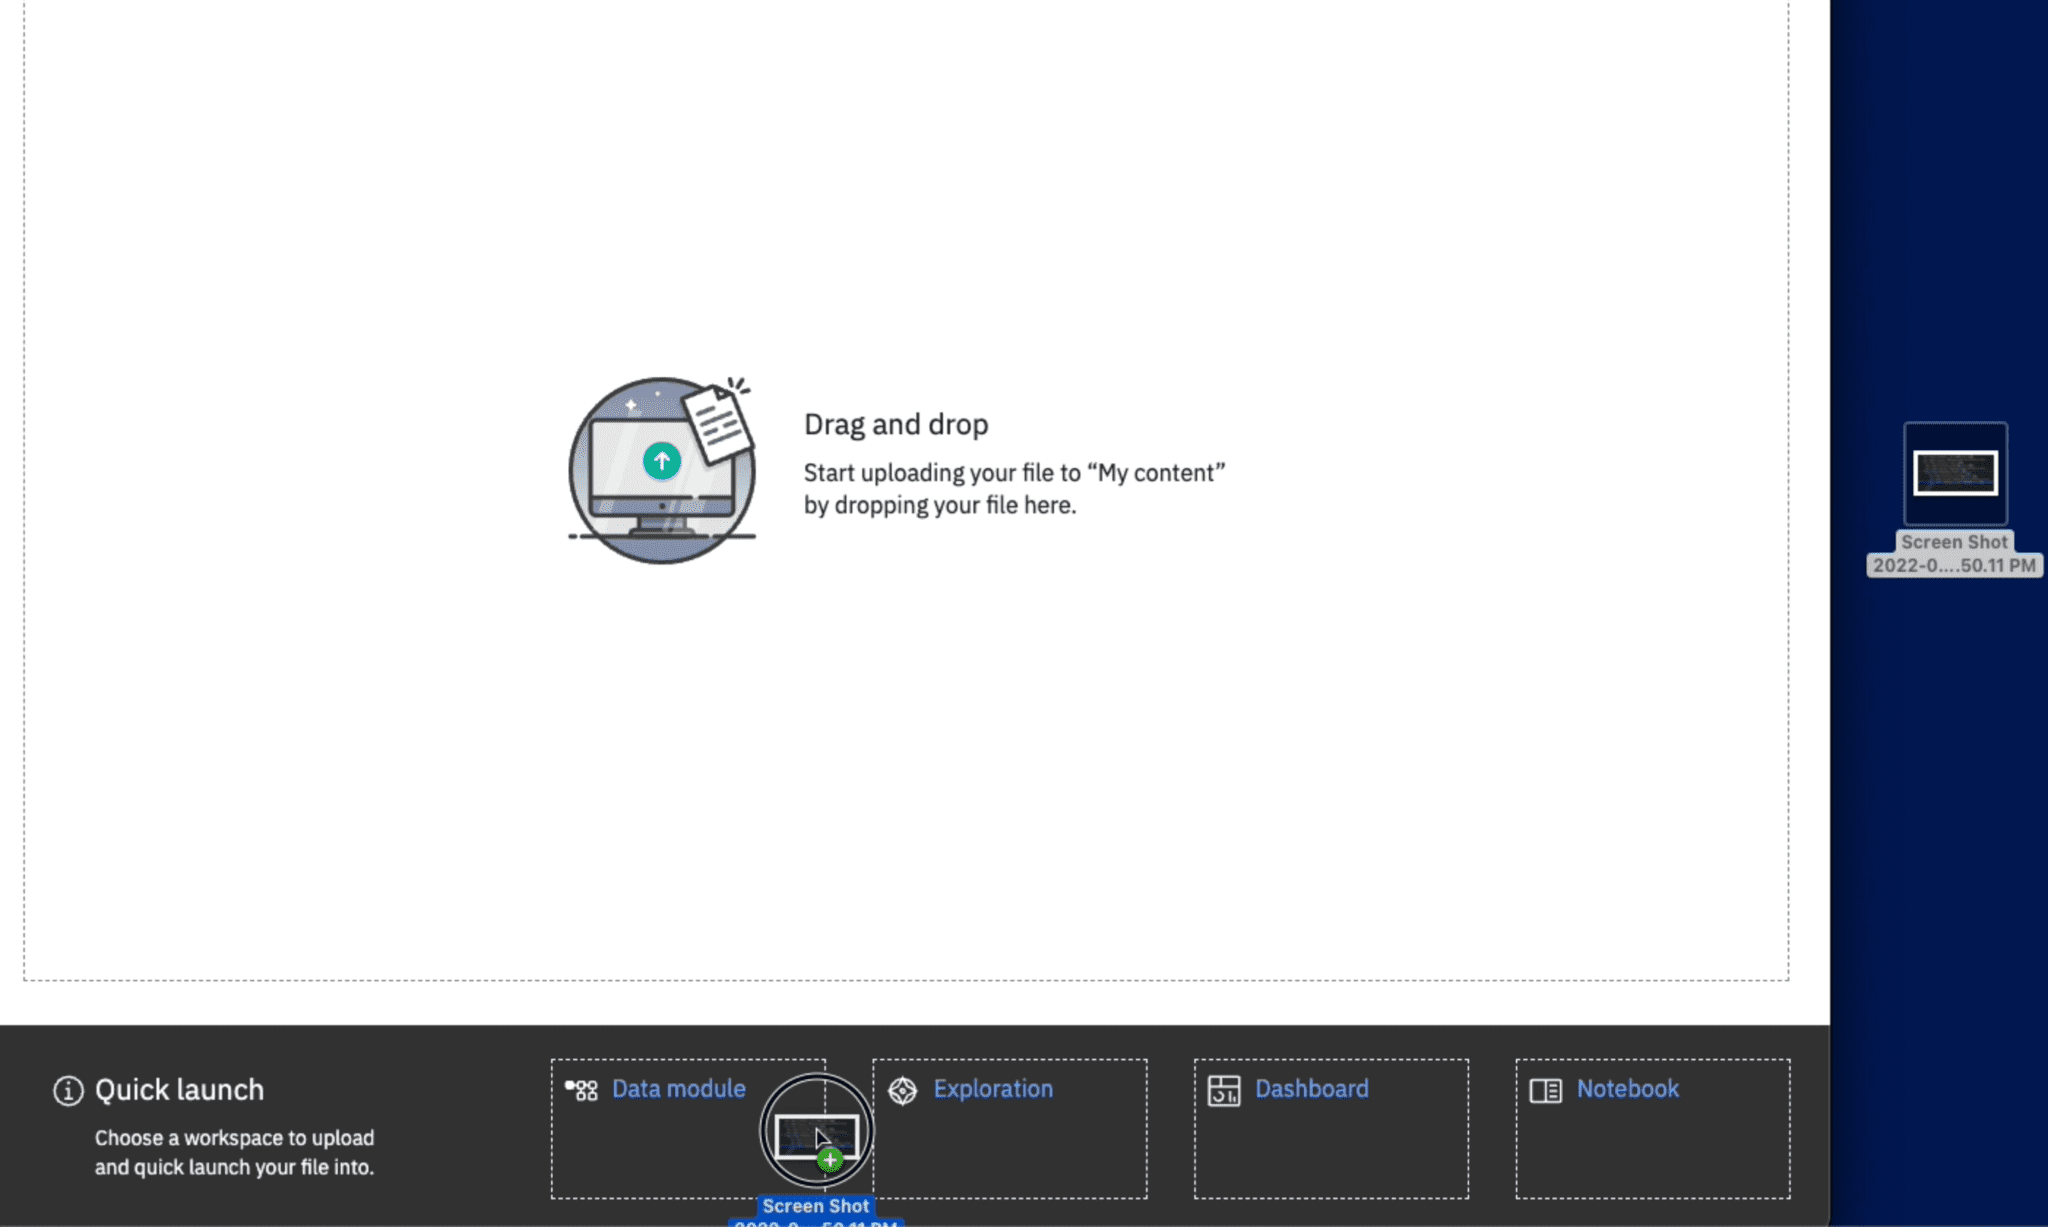 Drag and drop
Start uploading your file to “My content”
by dropping your file here.
Screen Shot
2022-0....50.11 PM
Quick launch
Choose a workspace to upload
and quick launch your file into.
Data module
Exploration
Dashboard
Notebook
Screen Shot